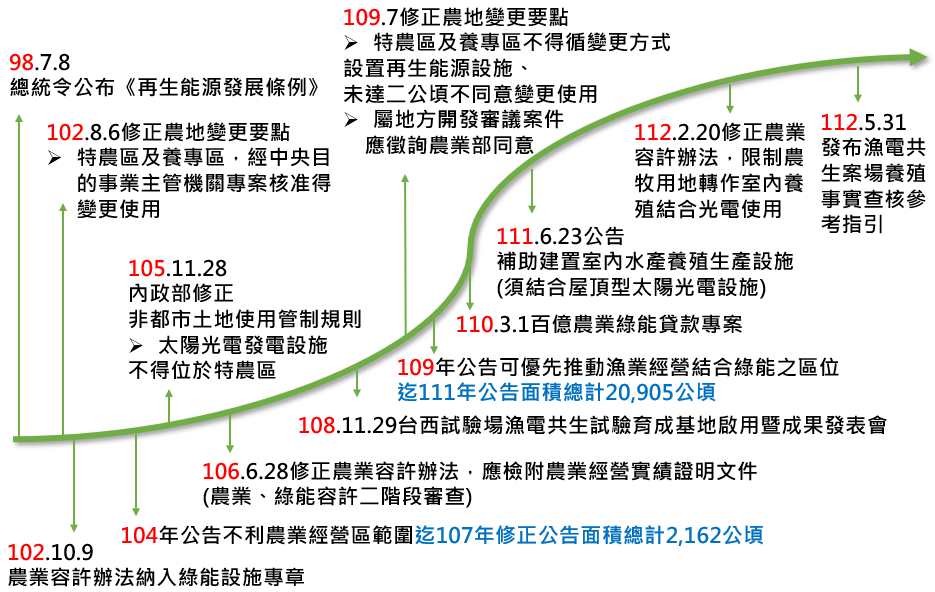 98.7.8
總統令公布《再生能源發展條例》
102.8.6修正農地變更要點
➢ 特農區及養專區，經中央目
的事業主管機關專案核准得
變更使用
105.11.28
內政部修正
非都市土地使用管制規則
➢ 太陽光電發電設施
不得位於特農區
109.7修正農地變更要點
➢ 特農區及養專區不得循變更方式
設置再生能源設施、
未達二公頃不同意變更使用
➢ 屬地方開發審議案件
應徵詢農業部同意
112.2.20修正農業
容許辦法，限制農
牧用地轉作室內養
殖結合光電使用
112.5.31
發布漁電共
生案場養殖
事實查核參
考指引
111.6.23公告
補助建置室內水產養殖生產設施
(須結合屋頂型太陽光電設施)
110.3.1百億農業綠能貸款專案
109年公告可優先推動漁業經營結合綠能之區位
迄111年公告面積總計20,905公頃
108.11.29台西試驗場漁電共生試驗育成基地啟用暨成果發表會
106.6.28修正農業容許辦法，應檢附農業經營實績證明文件
(農業、綠能容許二階段審查)
104年公告不利農業經營區範圍迄107年修正公告面積總計2,162公頃
102.10.9
農業容許辦法納入綠能設施專章